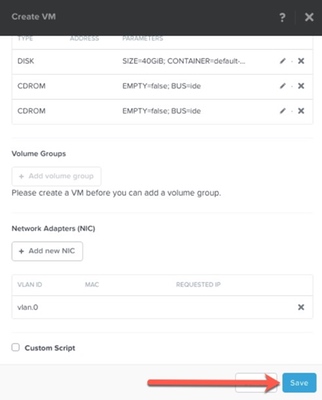 Create VM
? ×
TYPE ADDRESS PARAMETERS
DISK SIZE=40GiB; CONTAINER=default-...
CDROM EMPTY=false; BUS=ide
CDROM EMPTY=false; BUS=ide
Volume Groups
+ Add volume group
Please create a VM before you can add a volume group.
Network Adapters (NIC)
+ Add new NIC
VLAN ID MAC REQUESTED IP
vlan.0
Custom Script
Save